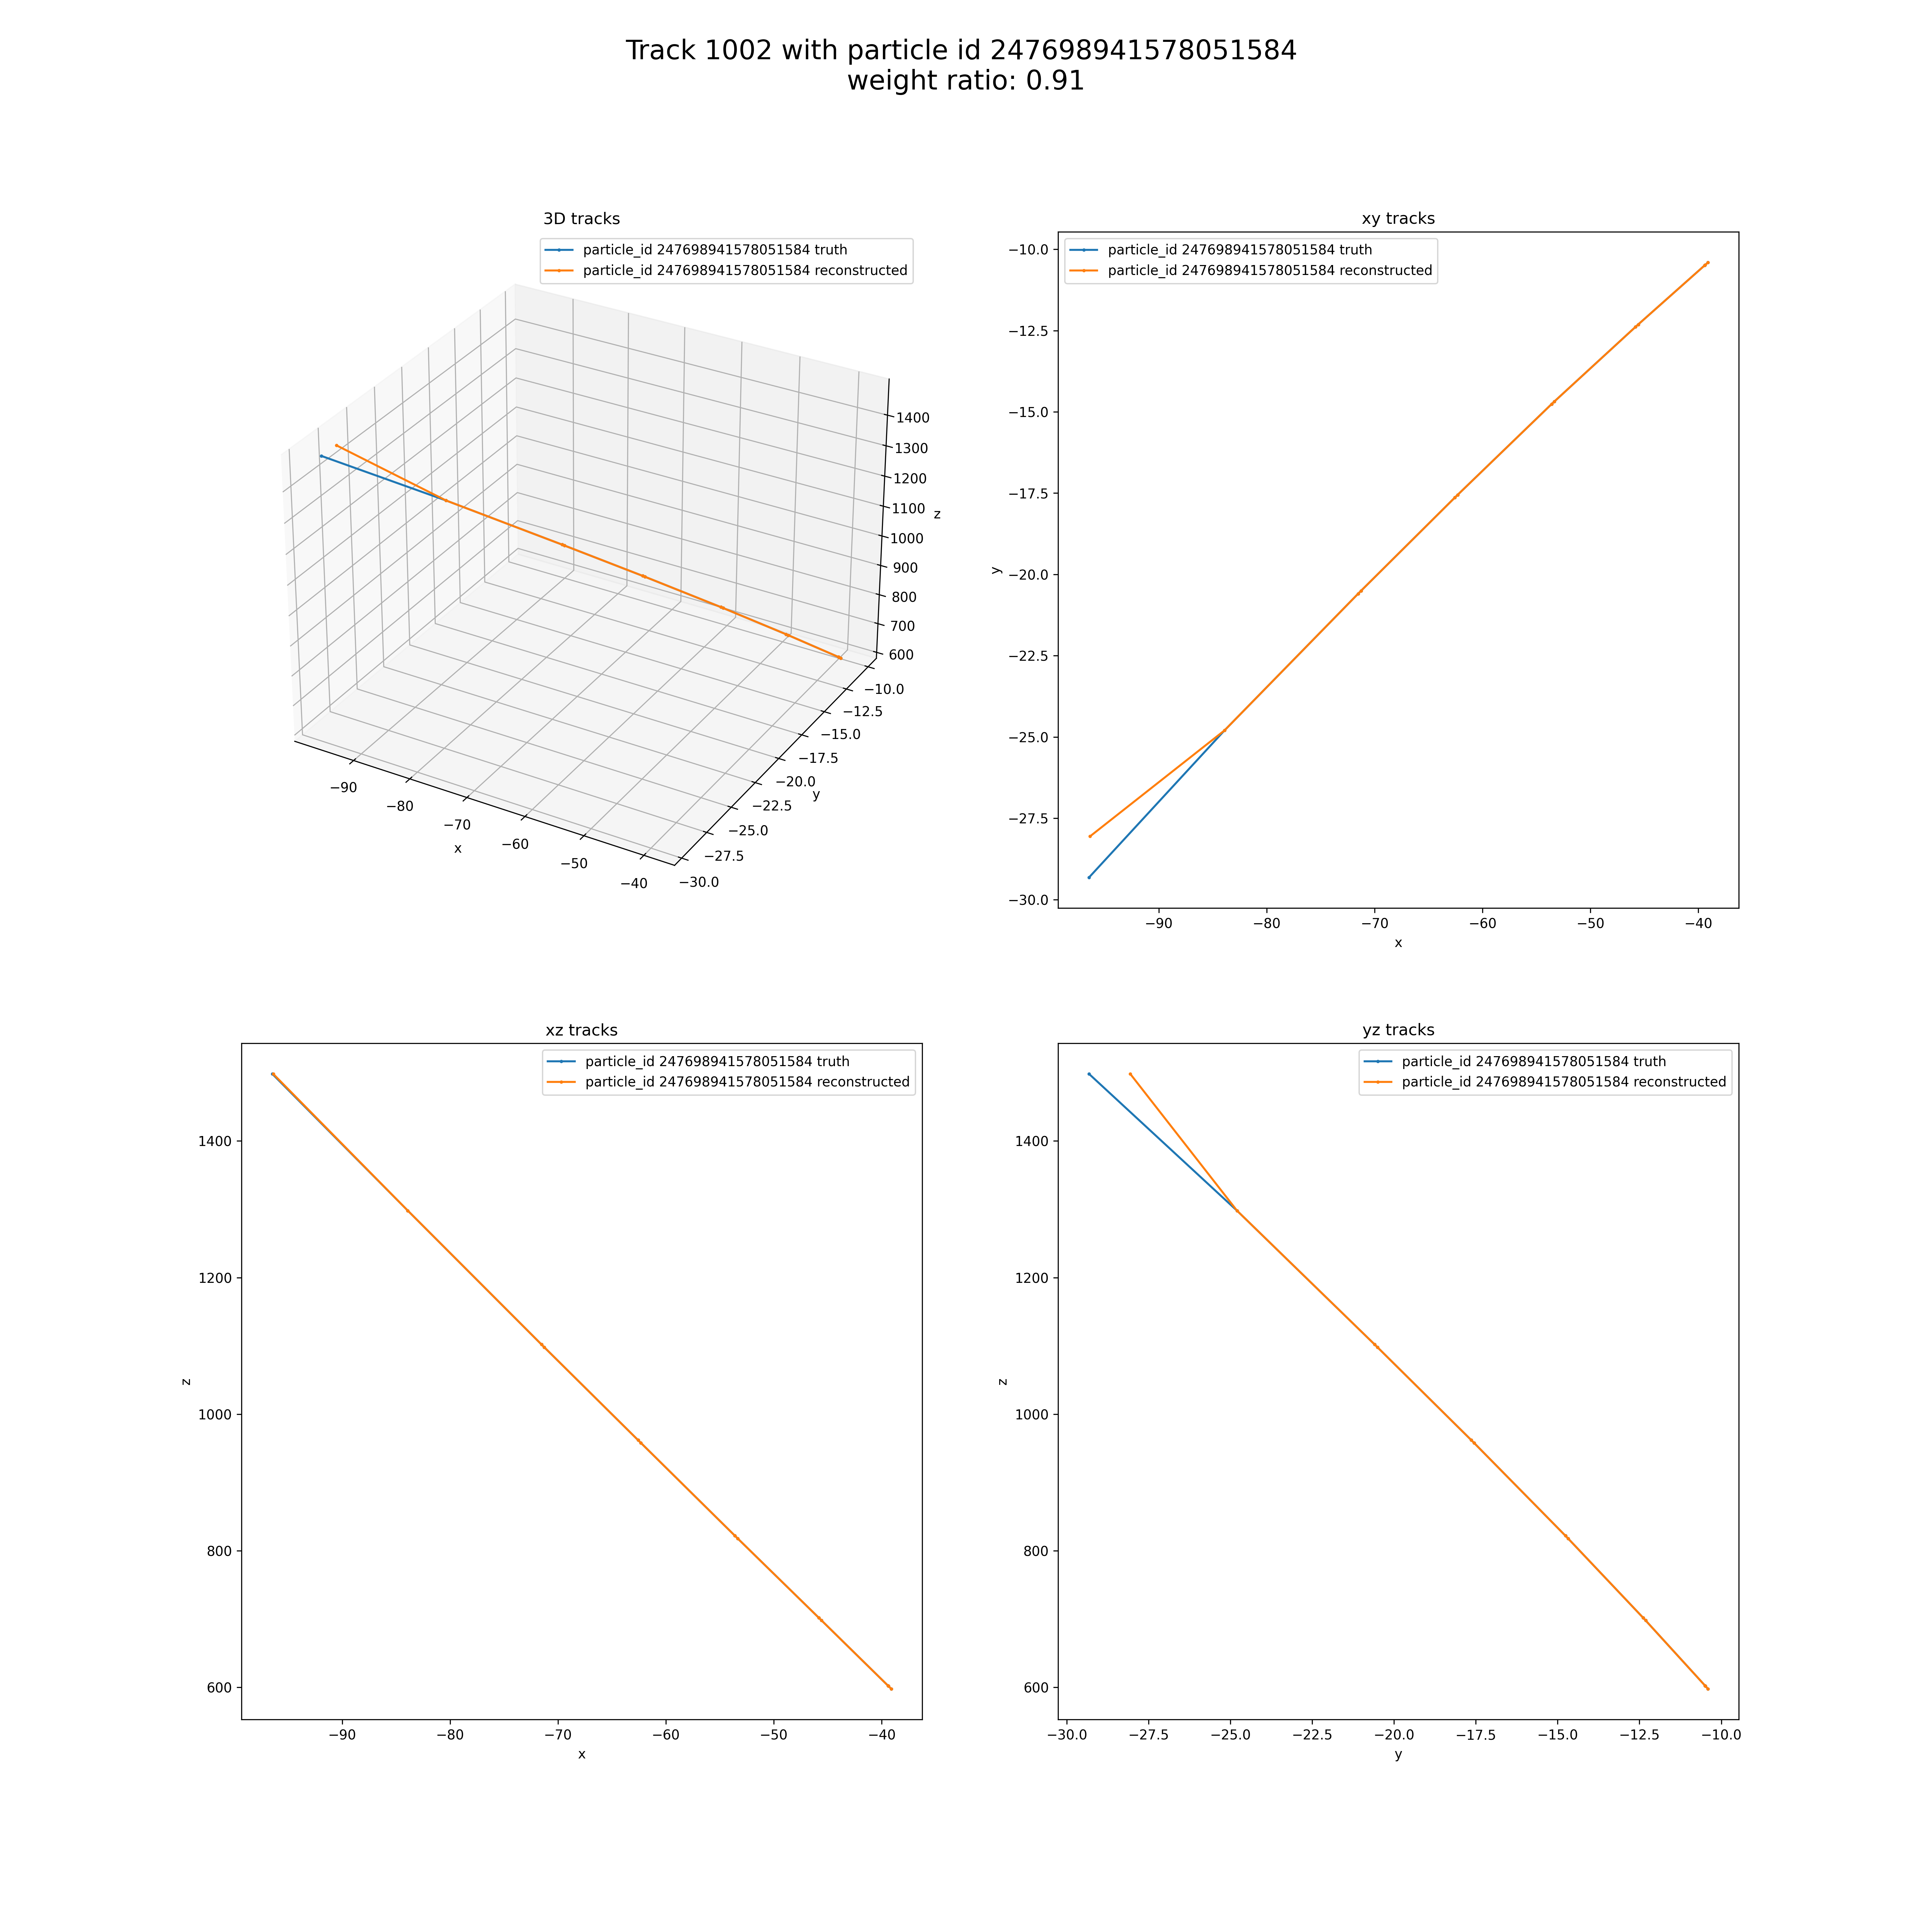 Track 1002 with particle id 247698941578051584
weight ratio: 0.91
3D tracks
particle_id 247698941578051584 truth
particle_id 247698941578051584 reconstructed
1400
1300
1200
1100
z
1000
900
800
700
600
−10.0
−12.5
−15.0
−17.5
−20.0
y
−22.5
−25.0
−27.5
−30.0
−90
−80
−70
−60
−50
−40
x
xy tracks
particle_id 247698941578051584 truth
particle_id 247698941578051584 reconstructed
−10.0
−12.5
−15.0
−17.5
y
−20.0
−22.5
−25.0
−27.5
−30.0
−90 −80 −70 −60 −50 −40
x
xz tracks
particle_id 247698941578051584 truth
particle_id 247698941578051584 reconstructed
1400
1200
z
1000
800
600
−90 −80 −70 −60 −50 −40
x
yz tracks
particle_id 247698941578051584 truth
particle_id 247698941578051584 reconstructed
1400
1200
z
1000
800
600
−30.0 −27.5 −25.0 −22.5 −20.0 −17.5 −15.0 −12.5 −10.0
y